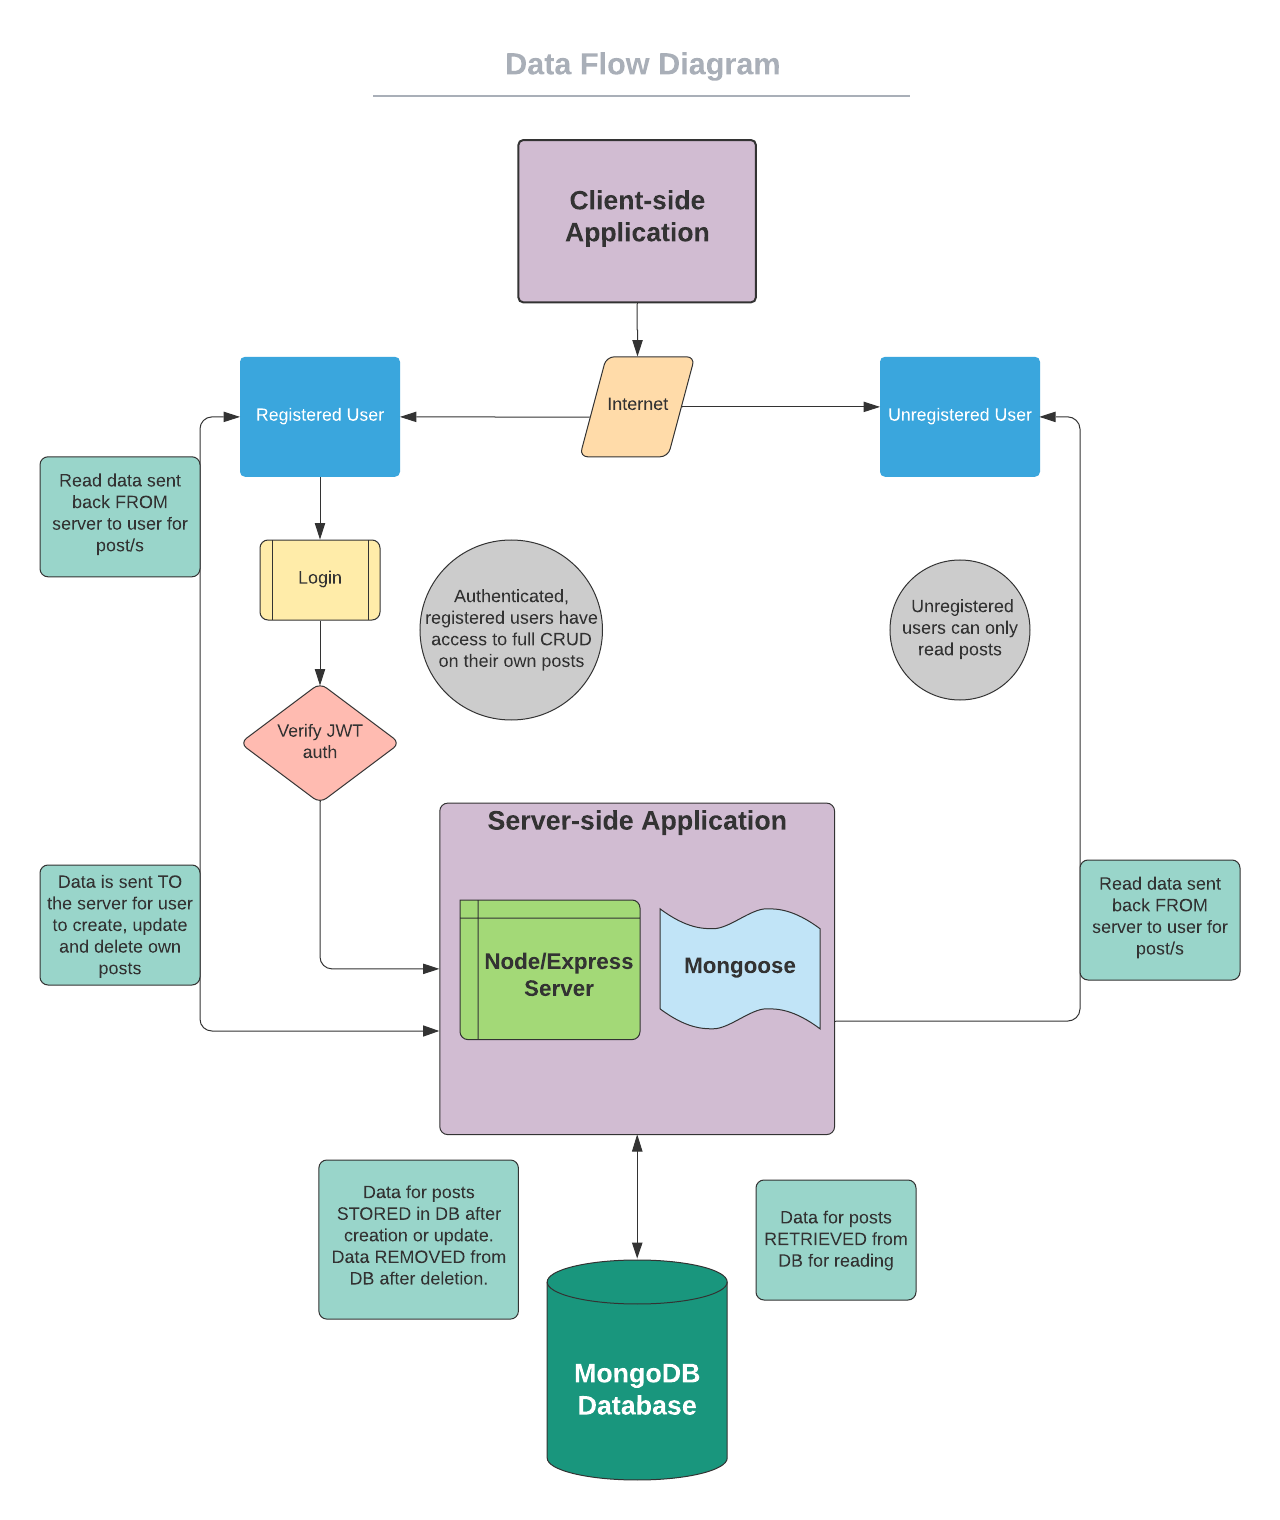 Data Flow Diagram
Client-side
Application
Registered User
Internet
Unregistered User
Read data sent
back FROM
server to user for
post/s
Login
Authenticated,
registered users have
access to full CRUD
on their own posts
Unregistered
users can only
read posts
Verify JWT
auth
Server-side Application
Data is sent TO
the server for user
to create, update
and delete own
posts
Node/Express
Server
Mongoose
Read data sent
back FROM
server to user for
post/s
Data for posts
STORED in DB after
creation or update.
Data REMOVED from
DB after deletion.
Data for posts
RETRIEVED from
DB for reading
MongoDB
Database